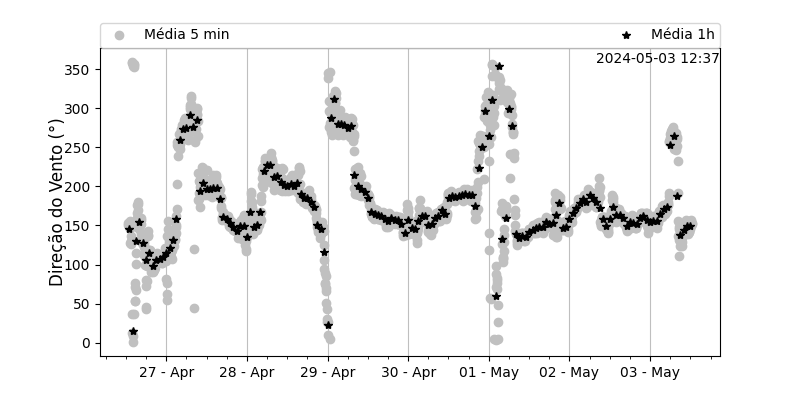 Média 5 min
Média 1h
2024-05-03 12:37
Direção do Vento (°)
350
300
250
200
150
100
50
0
27 - Apr
28 - Apr
29 - Apr
30 - Apr
01 - May
02 - May
03 - May